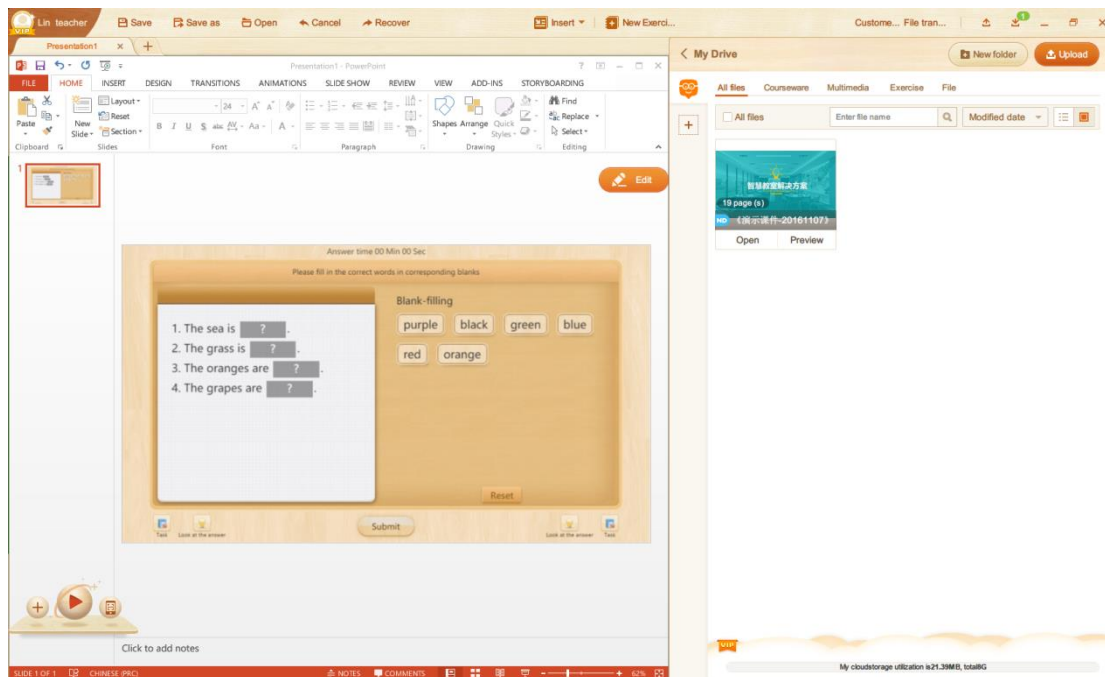 Lin teacher Save Save as Open Cancel Recover Insert New Exerci... Custome... File tran... 1
VIP
Presentation1 × +
Presentation1 - PowerPoint
FILE HOME INSERT DESIGN TRANSITIONS ANIMATIONS SLIDE SHOW REVIEW VIEW ADD-INS STORYBOARDING
Paste
New
Slide
Layout
Reset
Section
24
B I U S abc AV Aa A
Shapes Arrange Quick
Styles
Find
Replace
Select
Clipboard Slides Font Paragraph Drawing Editing
1
Edit
Answer time 00 Min 00 Sec
Please fill in the correct words in corresponding blanks
1. The sea is ? .
2. The grass is ? .
3. The oranges are ? .
4. The grapes are ? .
Blank-filling
purple black green blue
red orange
Reset
Task Look at the answer Submit Look at the answer Task
Click to add notes
SLIDE 1 OF 1 CHINESE (PRC) NOTES COMMENTS 62%
My Drive New folder Upload
All files Courseware Multimedia Exercise File
All files Enter file name Modified date
智慧教室解决方案
19 page (s)
《演示课件-20161107》
Open Preview
VIP
My cloudstorage utilization is21.39MB, total8G